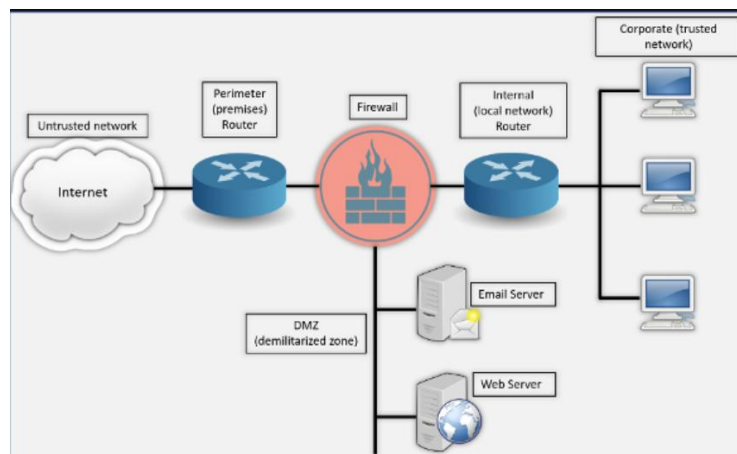 Corporate (trusted
network)
Perimeter
(premises)
Router
Firewall
Internal
(local network)
Router
Untrusted network
Internet
Email Server
DMZ
(demilitarized zone)
Web Server